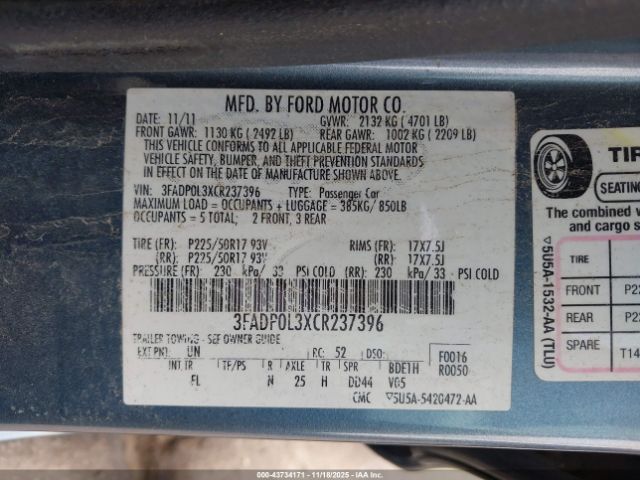 MFD. BY FORD MOTOR CO.
DATE: 11/11 GVWR: 2132 KG ( 4701 LB)
FRONT GAWR: 1130 KG ( 2492 LB) REAR GAWR: 1002 KG ( 2209 LB)
THIS VEHICLE CONFORMS TO ALL APPLICABLE FEDERAL MOTOR
VEHICLE SAFETY, BUMPER, AND THEFT PREVENTION STANDARDS
IN EFFECT ON THE DATE OF MANUFACTURE SHOWN ABOVE.
VIN: 3FADP0L3XCR237396 TYPE: Passenger Car
MAXIMUM LOAD = OCCUPANTS + LUGGAGE = 385KG/ 850LB
OCCUPANTS = 5 TOTAL; 2 FRONT, 3 REAR
TIRE (FR): P225/50R17 93V RIMS (FR): 17X7.5J
(RR): P225/50R17 93V (RR): 17X7.5J
PRESSURE (FR): 230 kPa/ 33 PSI COLD (RR): 230 kPa/ 33 PSI COLD
3FADP0L3XCR237396
TRAILER TOWING - SEE OWNER GUIDE
EXT PNT: UN RC: 52 DSO: F0016
R0050
INT TR TF/PS R AXLE TR SPR BDE1H
FL N 25 H DD44 VG5
CMC ▽5U5A-5420472-AA
TIR
SEATING
The combined v
and cargo s
TIRE
FRONT P22
REAR P22
SPARE T14
▽5U5A-1532-AA (TLU)
000-43734171 - 11/18/2025 - IAAI, Inc.